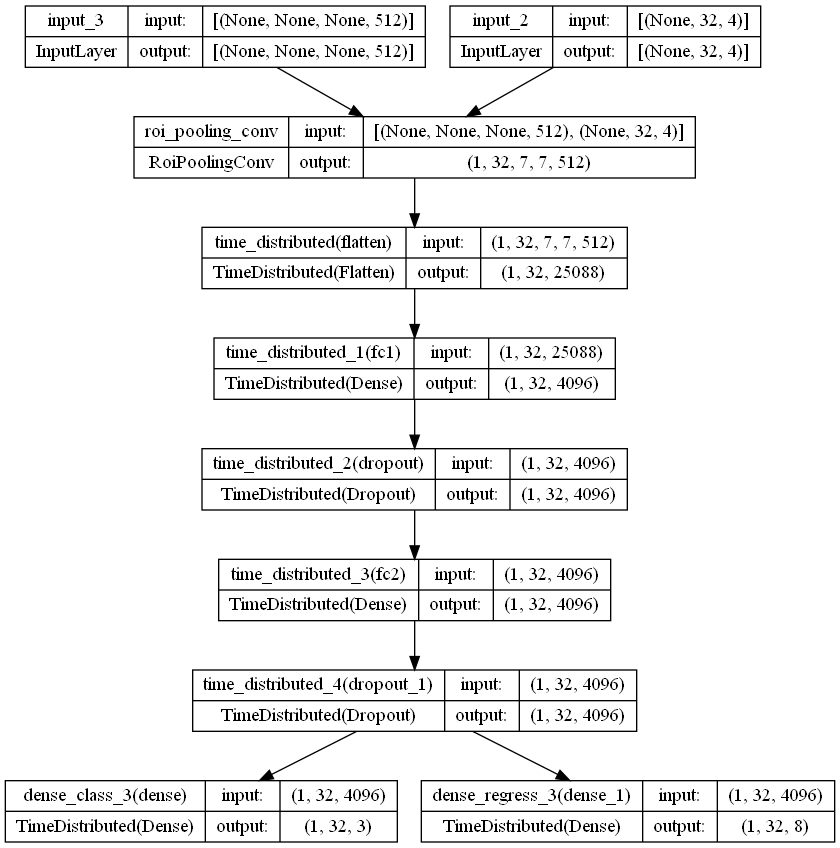 input_3 input: [(None, None, None, 512)]
InputLayer output: [(None, None, None, 512)]
input_2 input: [(None, 32, 4)]
InputLayer output: [(None, 32, 4)]
roi_pooling_conv input: [(None, None, None, 512), (None, 32, 4)]
RoiPoolingConv output: (1, 32, 7, 7, 512)
time_distributed(flatten) input: (1, 32, 7, 7, 512)
TimeDistributed(Flatten) output: (1, 32, 25088)
time_distributed_1(fc1) input: (1, 32, 25088)
TimeDistributed(Dense) output: (1, 32, 4096)
time_distributed_2(dropout) input: (1, 32, 4096)
TimeDistributed(Dropout) output: (1, 32, 4096)
time_distributed_3(fc2) input: (1, 32, 4096)
TimeDistributed(Dense) output: (1, 32, 4096)
time_distributed_4(dropout_1) input: (1, 32, 4096)
TimeDistributed(Dropout) output: (1, 32, 4096)
dense_class_3(dense) input: (1, 32, 4096)
TimeDistributed(Dense) output: (1, 32, 3)
dense_regress_3(dense_1) input: (1, 32, 4096)
TimeDistributed(Dense) output: (1, 32, 8)